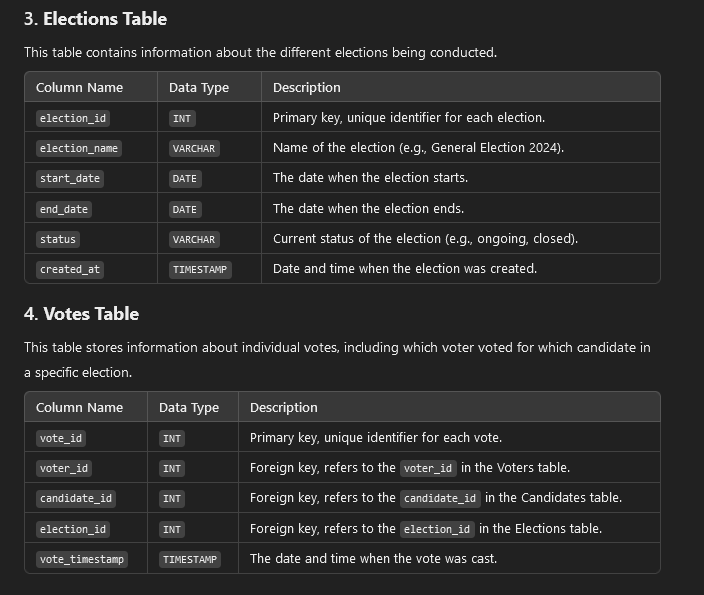 3. Elections Table
This table contains information about the different elections being conducted.
Column Name Data Type Description
election_id INT Primary key, unique identifier for each election.
election_name VARCHAR Name of the election (e.g., General Election 2024).
start_date DATE The date when the election starts.
end_date DATE The date when the election ends.
status VARCHAR Current status of the election (e.g., ongoing, closed).
created_at TIMESTAMP Date and time when the election was created.
4. Votes Table
This table stores information about individual votes, including which voter voted for which candidate in
a specific election.
Column Name Data Type Description
vote_id INT Primary key, unique identifier for each vote.
voter_id INT Foreign key, refers to the voter_id in the Voters table.
candidate_id INT Foreign key, refers to the candidate_id in the Candidates table.
election_id INT Foreign key, refers to the election_id in the Elections table.
vote_timestamp TIMESTAMP The date and time when the vote was cast.